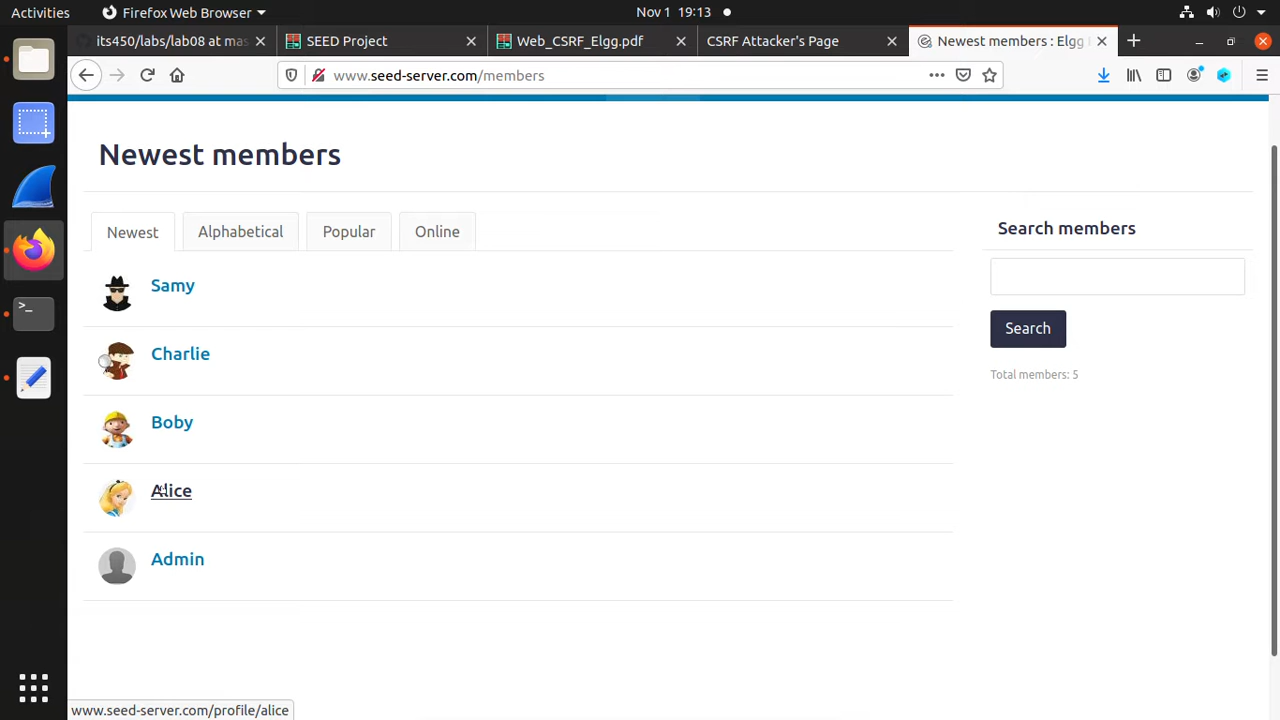 Activities
Firefox Web Browser
Nov 1 19:13
its450/labs/lab08 at mas
SEED Project
Web_CSRF_Elgg.pdf
CSRF Attacker's Page
Newest members : Elgg
www.seed-server.com/members
Newest members
Newest
Alphabetical
Popular
Online
Search members
Samy
Charlie
Search
Total members: 5
Boby
Alice
Admin
www.seed-server.com/profile/alice